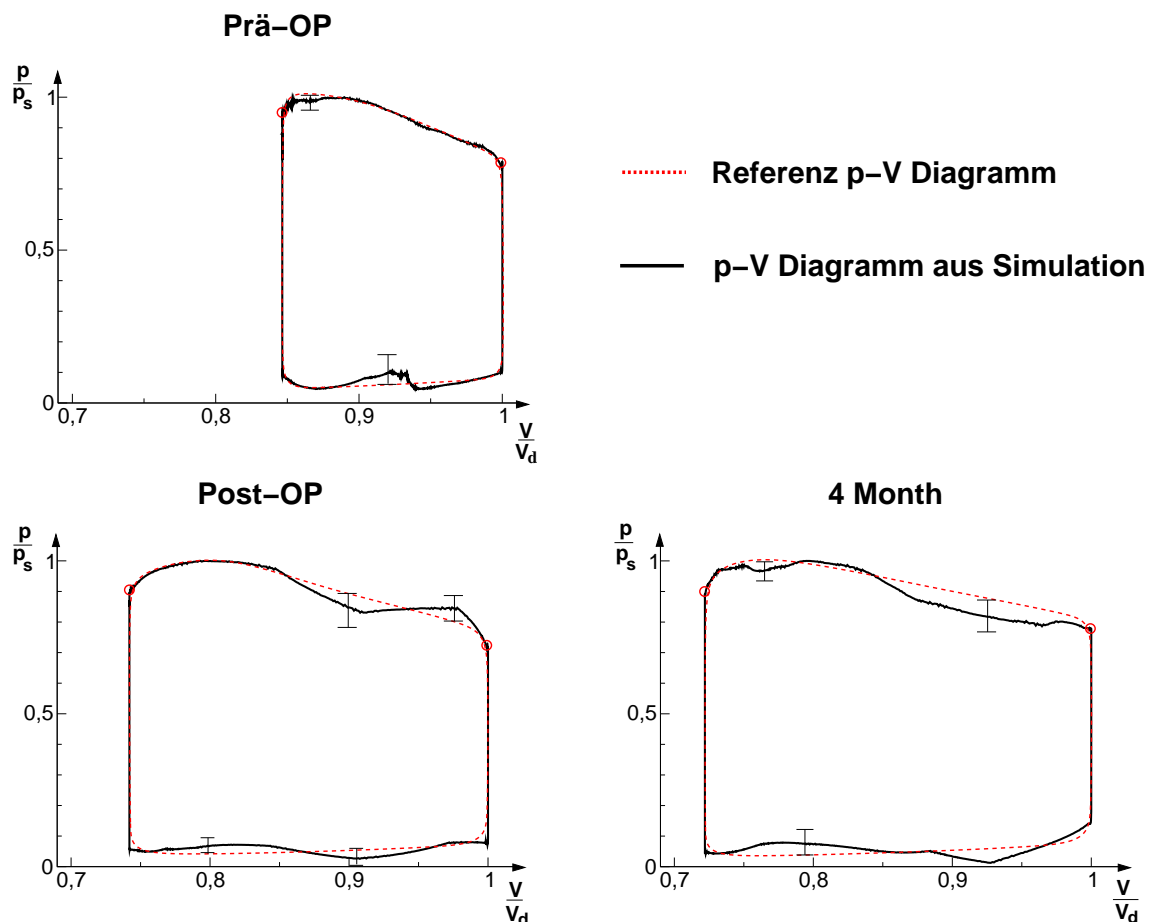 Prä–OP
p
p_s
1
0,5
0
0,7
0,8
0,9
1
V
V_d
Referenz p–V Diagramm
p–V Diagramm aus Simulation
Post–OP
p
p_s
1
0,5
0
0,7
0,8
0,9
1
V
V_d
4 Month
p
p_s
1
0,5
0
0,7
0,8
0,9
1
V
V_d